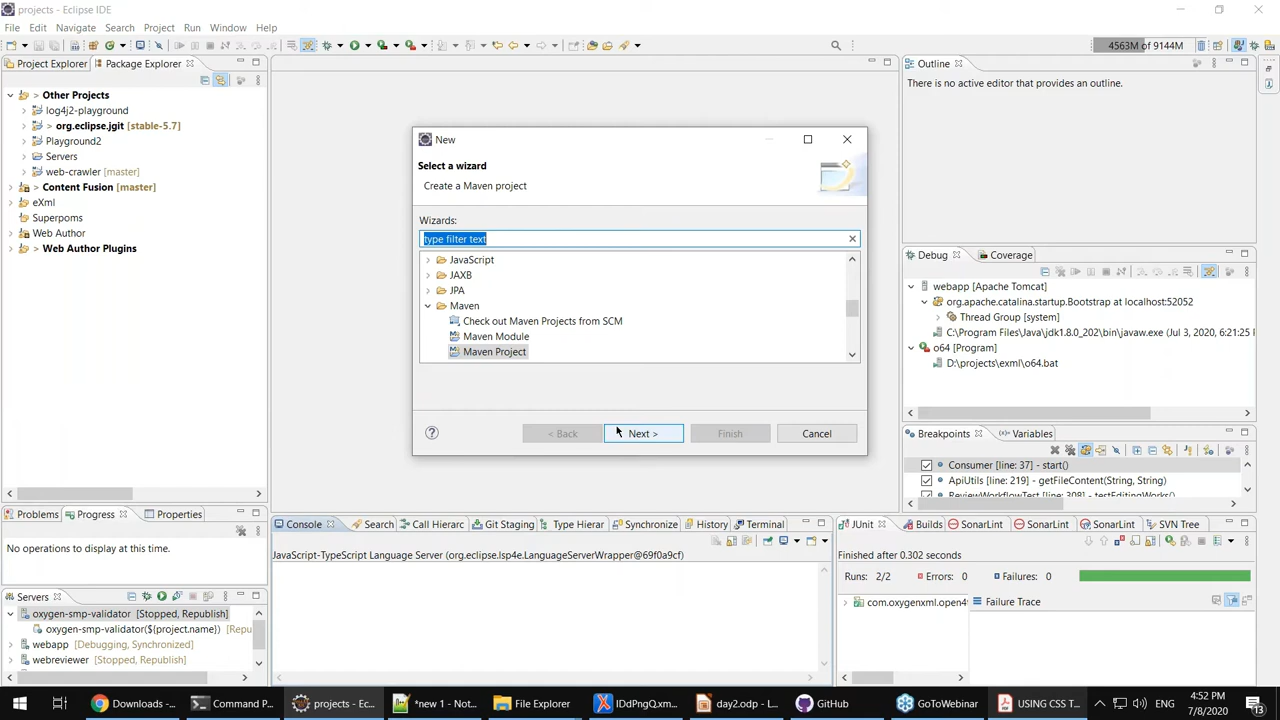 projects - Eclipse IDE
File Edit Navigate Search Project Run Window Help
4563M of 9144M
Project Explorer Package Explorer
> Other Projects
log4j2-playground
> org.eclipse.jgit [stable-5.7]
Playground2
Servers
web-crawler [master]
> Content Fusion [master]
eXml
Superpoms
Web Author
> Web Author Plugins
New
Select a wizard
Create a Maven project
Wizards:
type filter text
JavaScript
JAXB
JPA
Maven
Check out Maven Projects from SCM
Maven Module
Maven Project
< Back Next > Finish Cancel
Outline
There is no active editor that provides an outline.
Debug Coverage
webapp [Apache Tomcat]
org.apache.catalina.startup.Bootstrap at localhost:52052
Thread Group [system]
C:\Program Files\Java\jdk1.8.0_202\bin\javaw.exe (Jul 3, 2020, 6:21:25
o64 [Program]
D:\projects\exml\o64.bat
Breakpoints (x)= Variables
Consumer [line: 37] - start()
ApiUtils [line: 219] - getFileContent(String, String)
ReviewWorkflowTest [line: 308] - testEditingWorks()
Problems Progress Properties
No operations to display at this time.
Servers
oxygen-smp-validator [Stopped, Republish]
oxygen-smp-validator(${project.name}) [Repu
webapp [Debugging, Synchronized]
webreviewer [Stopped, Republish]
Console Search Call Hierarc Git Staging Type Hierar Synchronize History Terminal
JavaScript-TypeScript Language Server (org.eclipse.lsp4e.LanguageServerWrapper@69f0a9cf)
JUnit Builds SonarLint SonarLint SonarLint SVN Tree
Finished after 0.302 seconds
Runs: 2/2 Errors: 0 Failures: 0
com.oxygenxml.open4 Failure Trace
Downloads -... Command P... projects - Ec... *new 1 - Not... File Explorer IDdPngQ.xm... day2.odp - L... GitHub GoToWebinar USING CSS T...
4:52 PM
7/8/2020
13